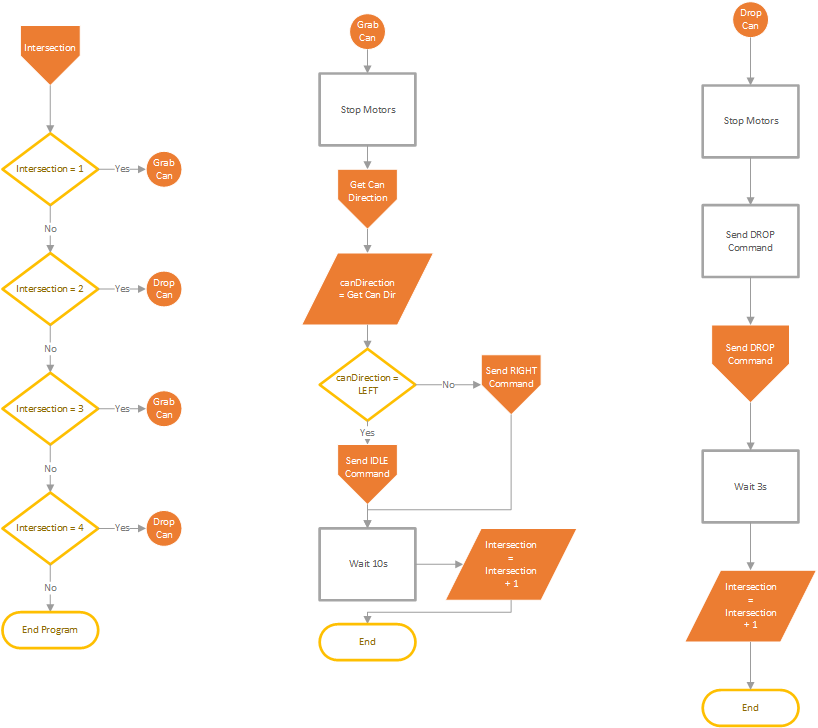 Intersection
Intersection = 1
Yes
Grab
Can
No
Intersection = 2
Yes
Drop
Can
No
Intersection = 3
Yes
Grab
Can
No
Intersection = 4
Yes
Drop
Can
No
End Program
Grab
Can
Stop Motors
Get Can
Direction
canDirection
= Get Can Dir
canDirection =
LEFT
No
Send RIGHT
Command
Yes
Send IDLE
Command
Wait 10s
Intersection
=
Intersection
+ 1
End
Drop
Can
Stop Motors
Send DROP
Command
Send DROP
Command
Wait 3s
Intersection
=
Intersection
+ 1
End